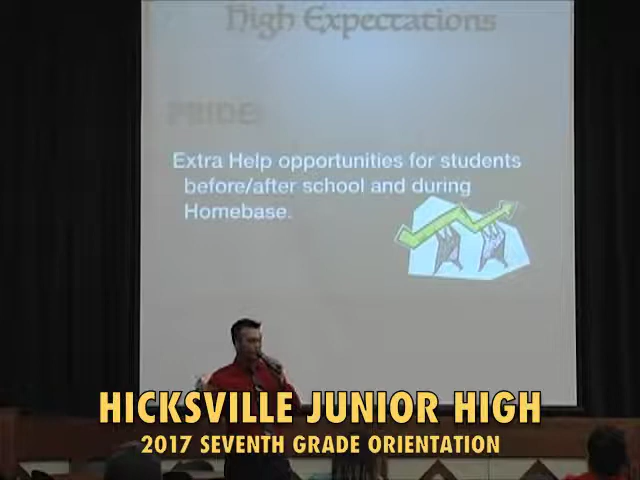 High Expectations
PRIDE:
Extra Help opportunities for students
before/after school and during
Homebase.
HICKSVILLE JUNIOR HIGH
2017 SEVENTH GRADE ORIENTATION